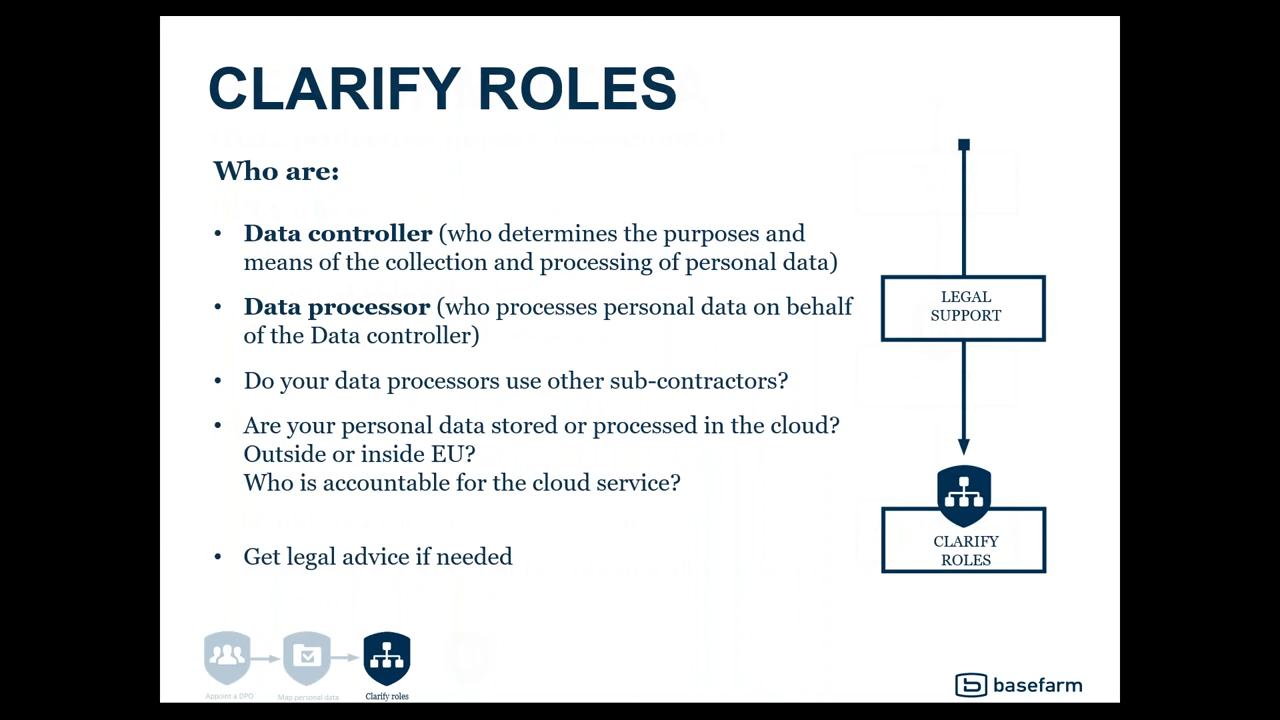 CLARIFY ROLES
Who are:
• Data controller (who determines the purposes and
means of the collection and processing of personal data)
• Data processor (who processes personal data on behalf
of the Data controller)
• Do your data processors use other sub-contractors?
• Are your personal data stored or processed in the cloud?
Outside or inside EU?
Who is accountable for the cloud service?
• Get legal advice if needed
LEGAL
SUPPORT
CLARIFY
ROLES
Appoint a DPO
Map personal data
Clarify roles
basefarm